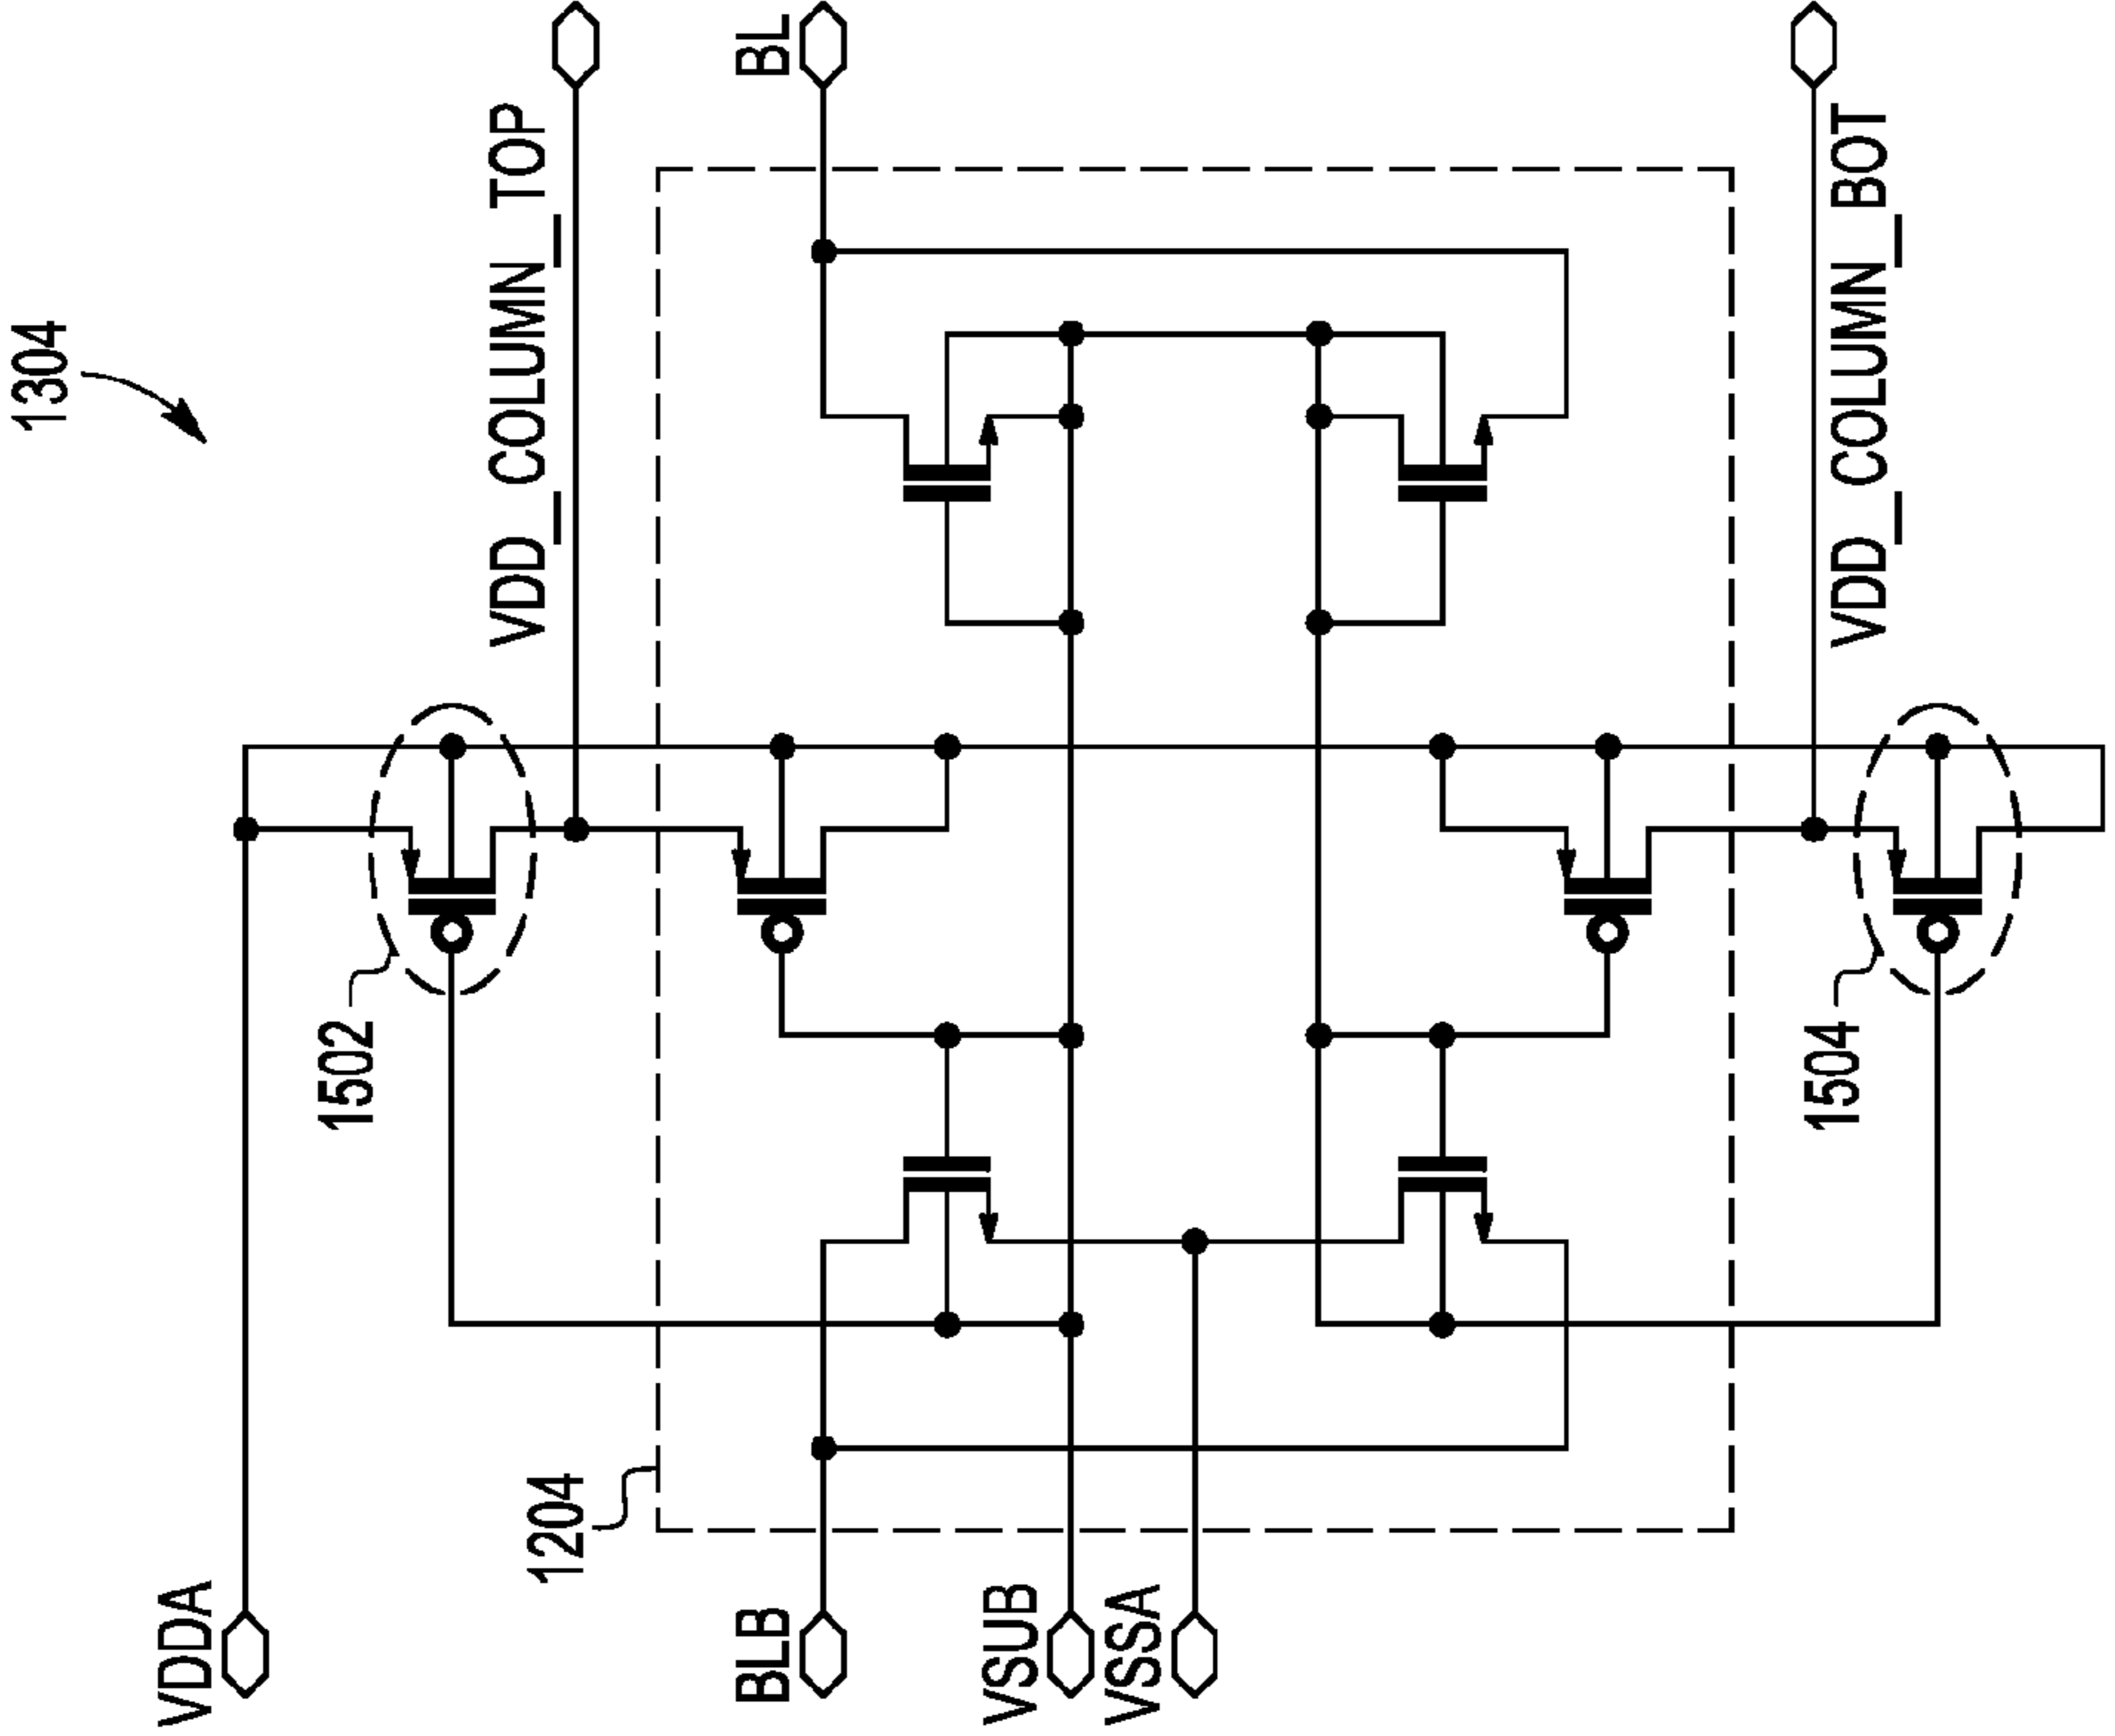 1304
VDD_COLUMN_TOP
BL
VDD_COLUMN_BOT
1502
1504
1204
VDDA
BLB
VSUB
VSSA